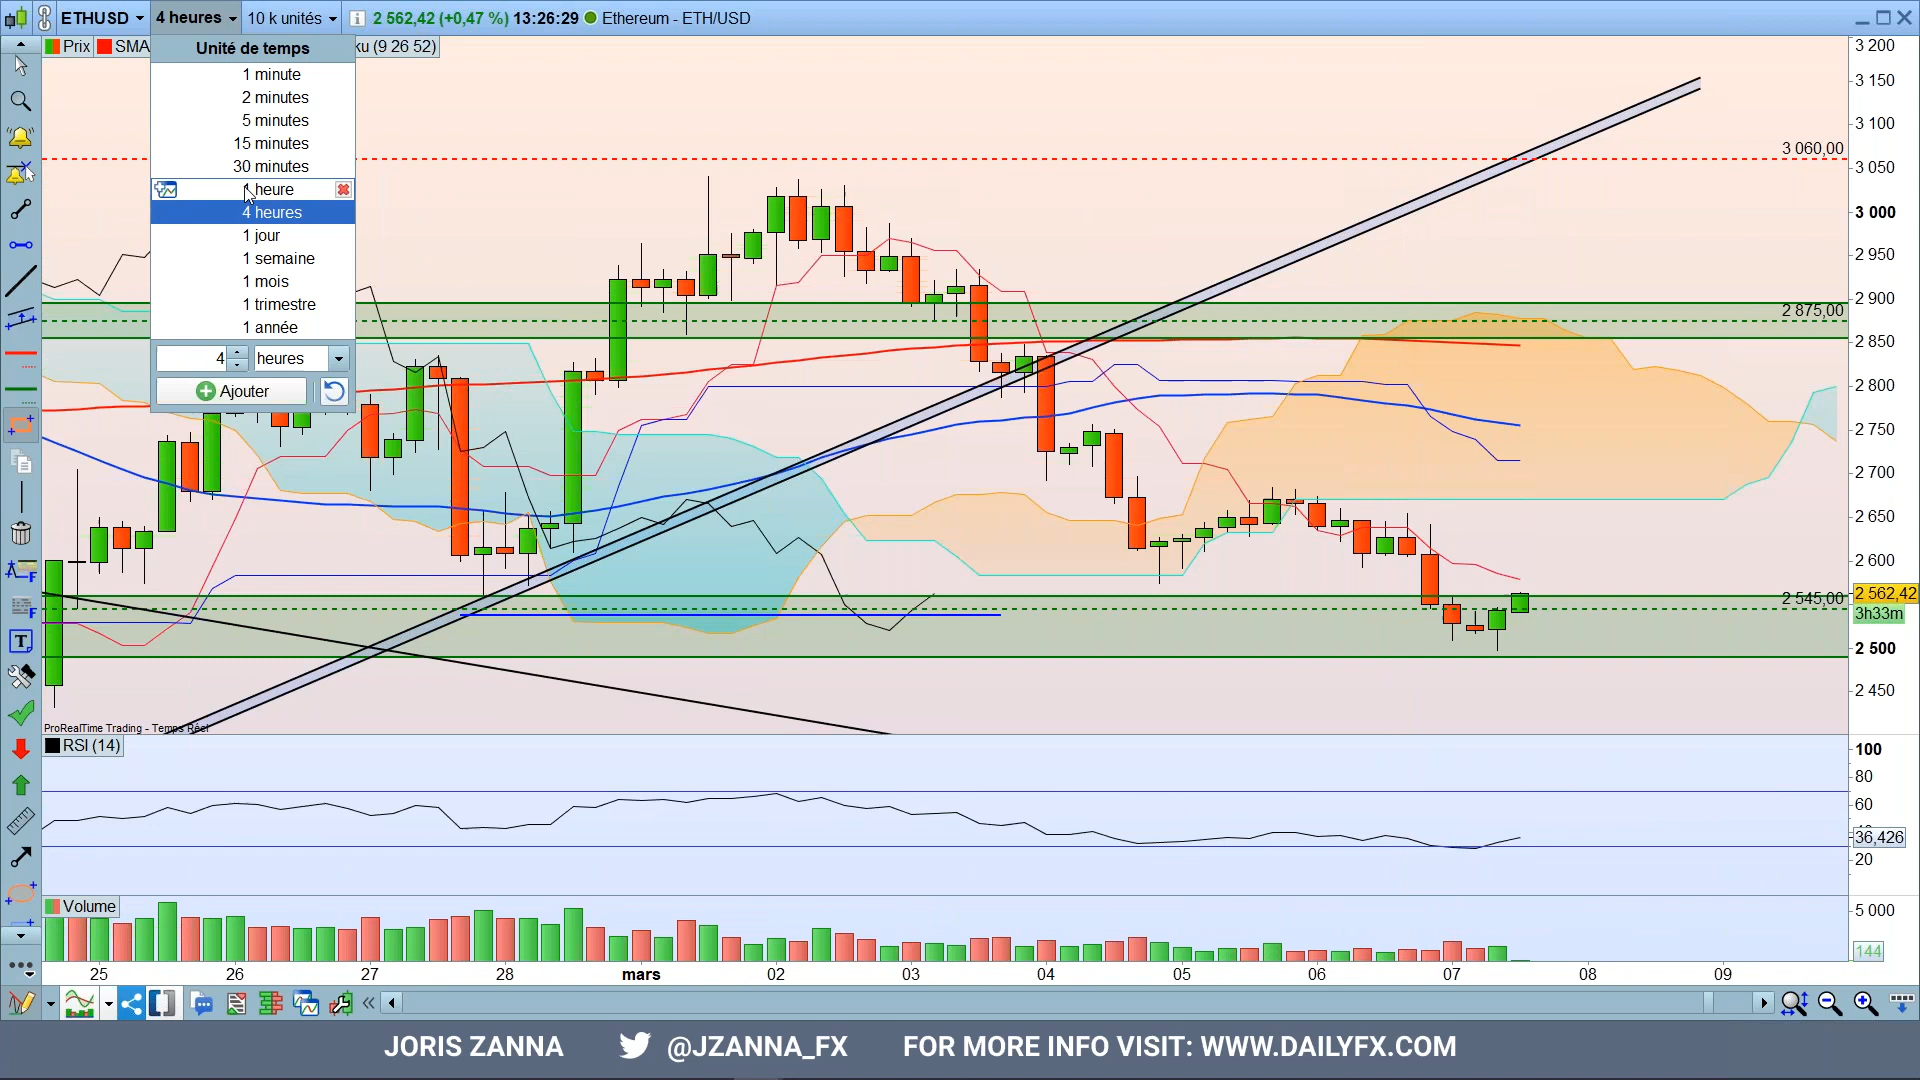 ETHUSD 4 heures 10 k unités 2 562,42 (+0,47 %) 13:26:29 Ethereum - ETH/USD
Prix SMA ku (9 26 52)
Unité de temps
1 minute
2 minutes
5 minutes
15 minutes
30 minutes
1 heure
4 heures
1 jour
1 semaine
1 mois
1 trimestre
1 année
4 heures
Ajouter
3 060,00
2 875,00
2 545,00
3 200
3 150
3 100
3 050
3 000
2 950
2 900
2 850
2 800
2 750
2 700
2 650
2 600
2 562,42
3h33m
2 500
2 450
ProRealTime Trading - Temps Réel
RSI (14)
100
80
60
36,426
20
Volume
5 000
144
25 26 27 28 mars 02 03 04 05 06 07 08 09
JORIS ZANNA @JZANNA_FX FOR MORE INFO VISIT: WWW.DAILYFX.COM